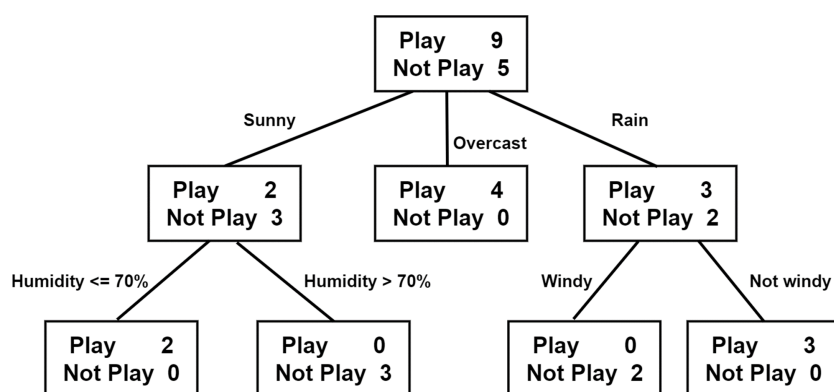 Play 9
Not Play 5
Sunny
Overcast
Rain
Play 2
Not Play 3
Play 4
Not Play 0
Play 3
Not Play 2
Humidity <= 70%
Humidity > 70%
Windy
Not windy
Play 2
Not Play 0
Play 0
Not Play 3
Play 0
Not Play 2
Play 3
Not Play 0